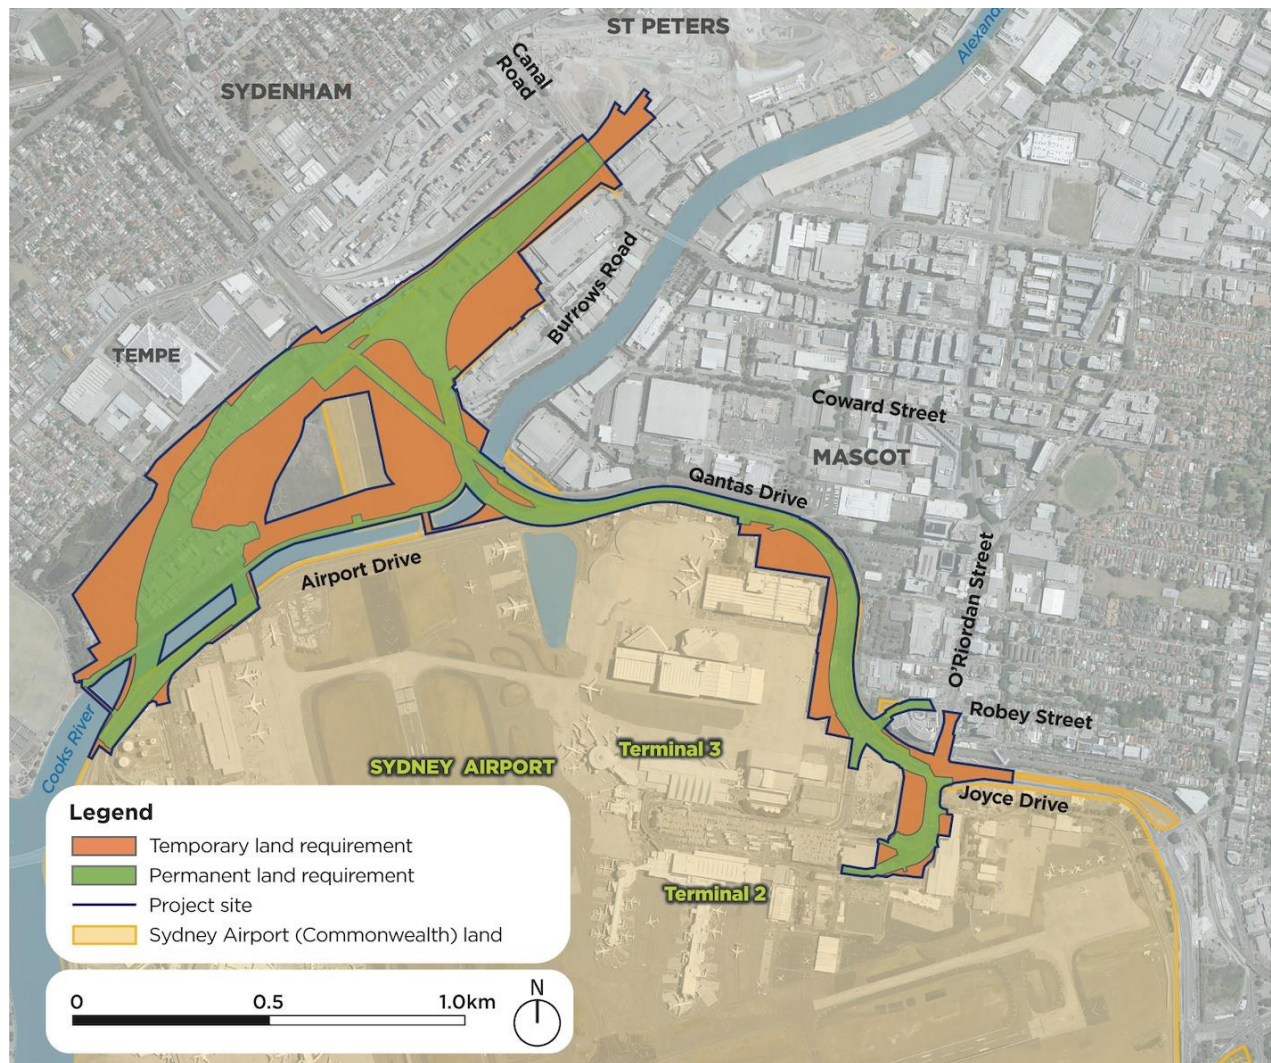 ST PETERS
Canal
Road
SYDENHAM
Burrows Road
TEMPE
Coward Street
MASCOT
Qantas Drive
Airport Drive
O'Riordan Street
Robey Street
Cooks River
Terminal 3
SYDNEY AIRPORT
Joyce Drive
Terminal 2
Legend
Temporary land requirement
Permanent land requirement
Project site
Sydney Airport (Commonwealth) land
0 0.5 1.0km
N